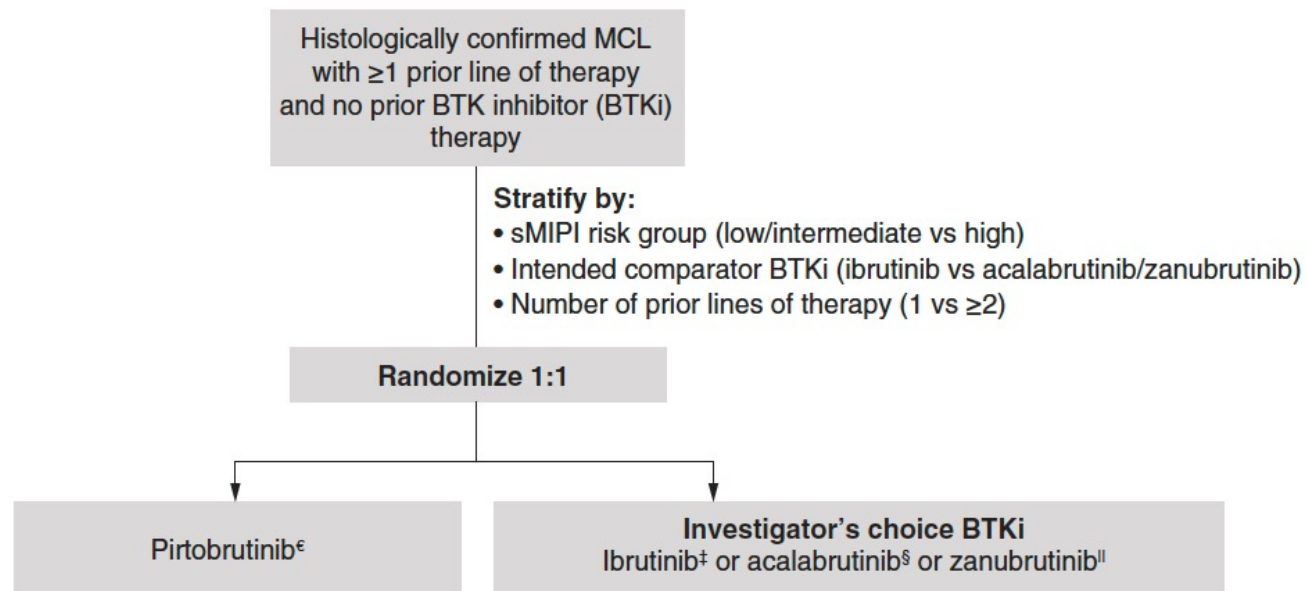 Histologically confirmed MCL
with ≥1 prior line of therapy
and no prior BTK inhibitor (BTKi)
therapy
Stratify by:
• sMIPI risk group (low/intermediate vs high)
• Intended comparator BTKi (ibrutinib vs acalabrutinib/zanubrutinib)
• Number of prior lines of therapy (1 vs ≥2)
Randomize 1:1
Pirtobrutinib€
Investigator’s choice BTKi
Ibrutinib‡ or acalabrutinib§ or zanubrutinib||